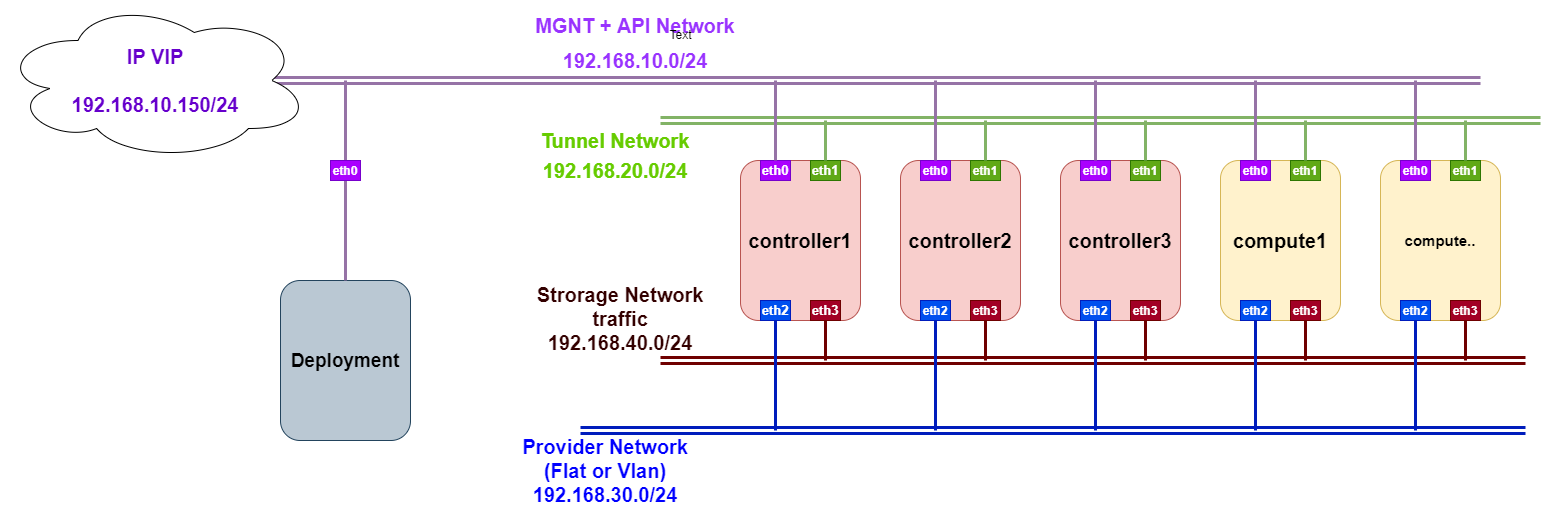 MGNT + API Network
Text
IP VIP
192.168.10.0/24
192.168.10.150/24
Tunnel Network
192.168.20.0/24
eth0
eth0 eth1
eth0 eth1
eth0 eth1
eth0 eth1
eth0 eth1
controller1
controller2
controller3
compute1
compute..
Strorage Network
traffic
192.168.40.0/24
eth2 eth3
eth2 eth3
eth2 eth3
eth2 eth3
eth2 eth3
Deployment
Provider Network
(Flat or Vlan)
192.168.30.0/24